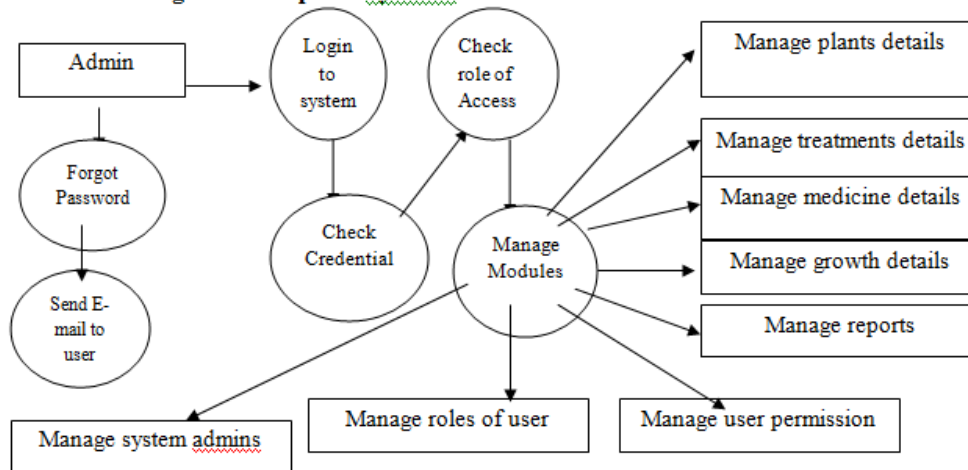 Admin
Login
to
system
Check
role of
Access
Manage plants details
Forgot
Password
Manage treatments details
Manage medicine details
Check
Credential
Manage
Modules
Manage growth details
Send E-
mail to
user
Manage reports
Manage system admins
Manage roles of user
Manage user permission